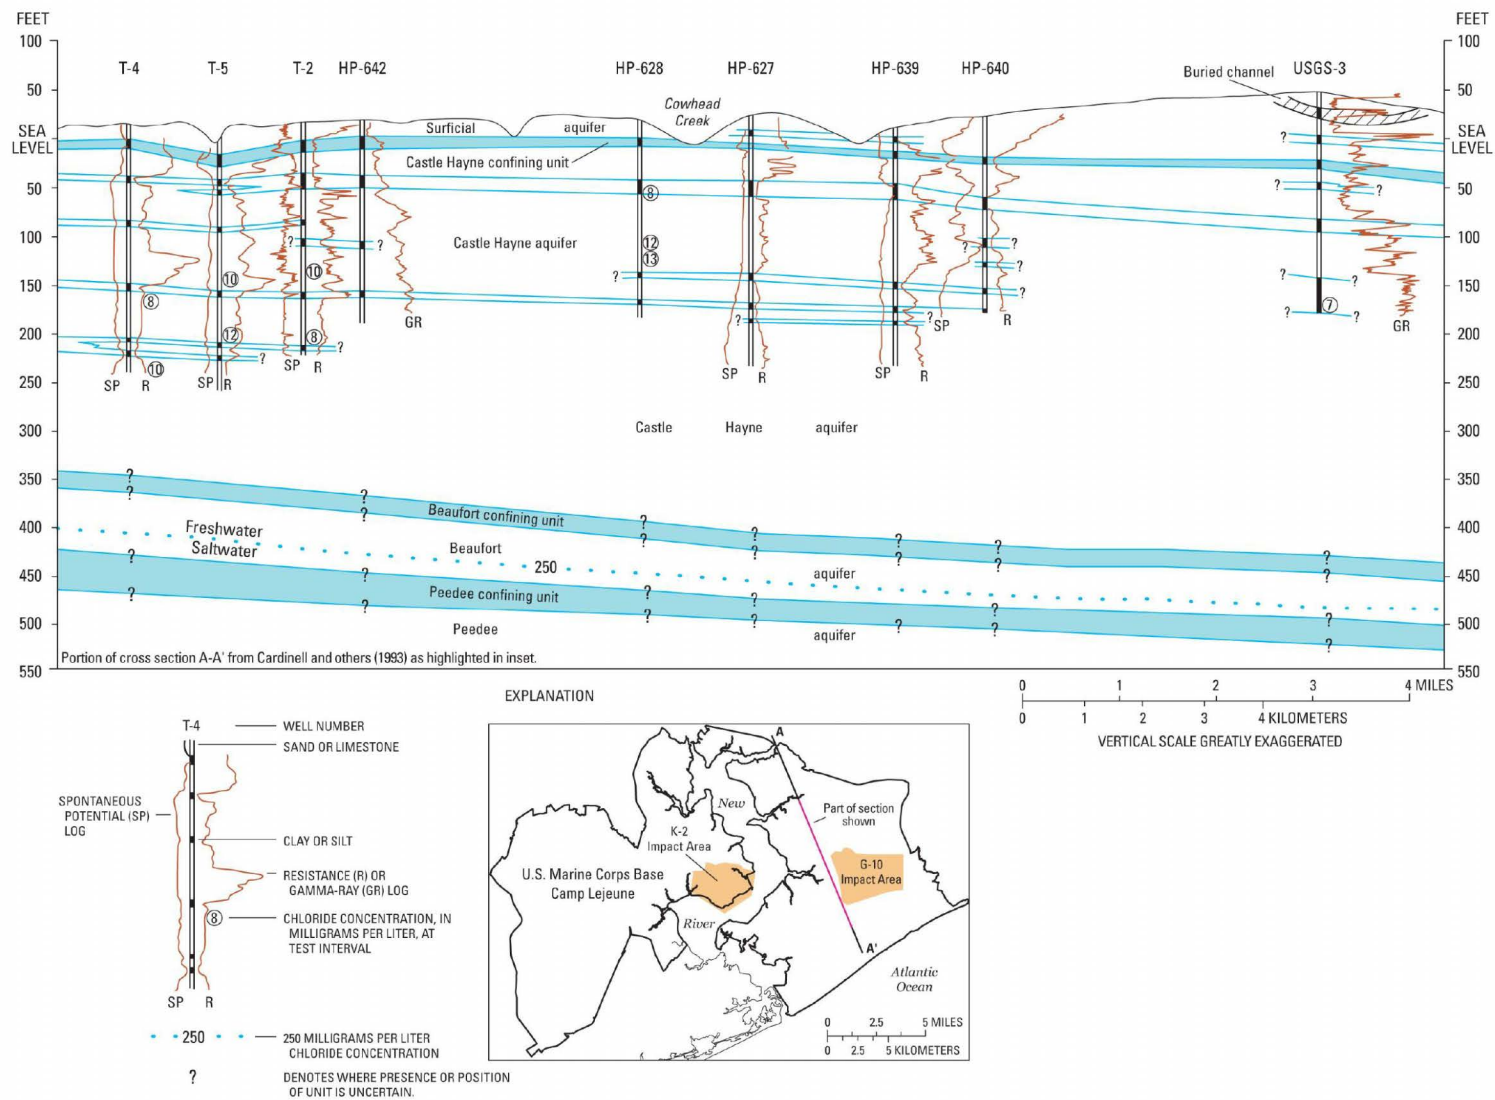 FEET
FEET
100
100
T-4
T-5
T-2
HP-642
HP-628
HP-627
HP-639
HP-640
USGS-3
Buried channel
50
50
Cowhead
Creek
Surficial
aquifer
SEA
LEVEL
SEA
LEVEL
Castle Hayne confining unit
50
?
?
?
?
50
8
100
?
?
Castle Hayne aquifer
12
13
?
?
?
100
10
10
?
?
?
?
150
8
?
7
150
GR
?
?
SP
R
?
?
GR
200
12
8
?
200
?
10
SP
R
SP
R
SP
R
SP
R
SP
R
250
250
300
Castle
Hayne
aquifer
300
350
?
?
?
?
?
?
?
?
?
?
?
?
?
?
350
Beaufort confining unit
400
400
Freshwater
Saltwater
Beaufort
250
aquifer
450
450
?
?
?
?
?
?
?
?
?
?
?
?
?
?
Peedee confining unit
500
500
Peedee
aquifer
550
550
Portion of cross section A-A' from Cardinell and others (1993) as highlighted in inset.
0 1 2 3 4 MILES
0 1 2 3 4 KILOMETERS
VERTICAL SCALE GREATLY EXAGGERATED
EXPLANATION
T-4
WELL NUMBER
SAND OR LIMESTONE
SPONTANEOUS
POTENTIAL (SP)
LOG
CLAY OR SILT
RESISTANCE (R) OR
GAMMA-RAY (GR) LOG
8
CHLORIDE CONCENTRATION, IN
MILLIGRAMS PER LITER, AT
TEST INTERVAL
SP
R
250
250 MILLIGRAMS PER LITER
CHLORIDE CONCENTRATION
?
DENOTES WHERE PRESENCE OR POSITION
OF UNIT IS UNCERTAIN.
A
New
Part of section
shown
K-2
Impact Area
G-10
Impact Area
U.S. Marine Corps Base
Camp Lejeune
River
A'
Atlantic
Ocean
0 2.5 5 MILES
0 2.5 5 KILOMETERS